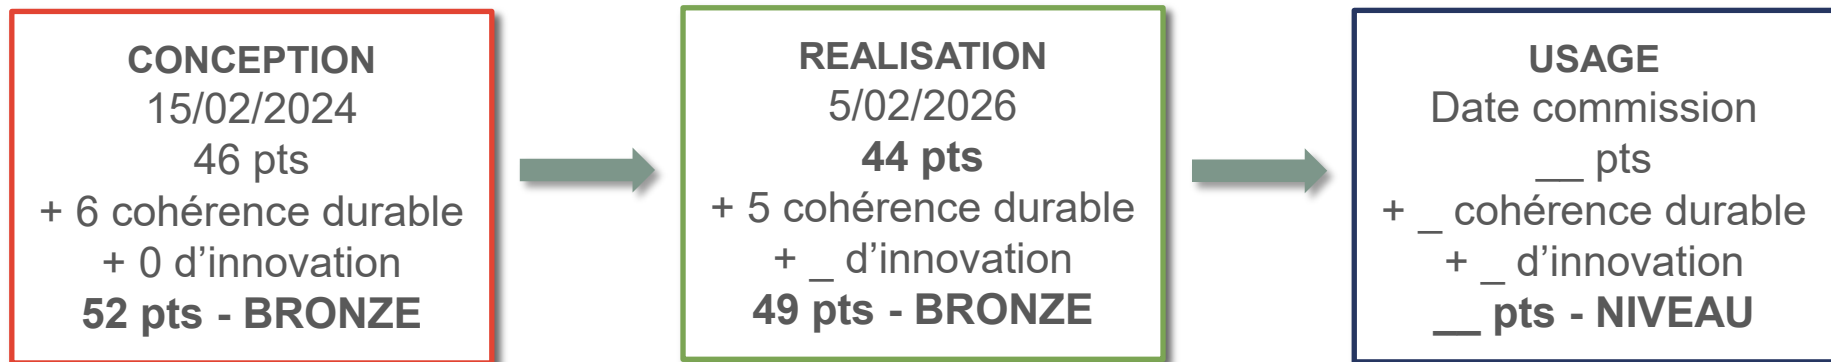 CONCEPTION
15/02/2024
46 pts
+ 6 cohérence durable
+ 0 d’innovation
52 pts - BRONZE
REALISATION
5/02/2026
44 pts
+ 5 cohérence durable
+ _ d’innovation
49 pts - BRONZE
USAGE
Date commission
__ pts
+ _ cohérence durable
+ _ d’innovation
__ pts - NIVEAU